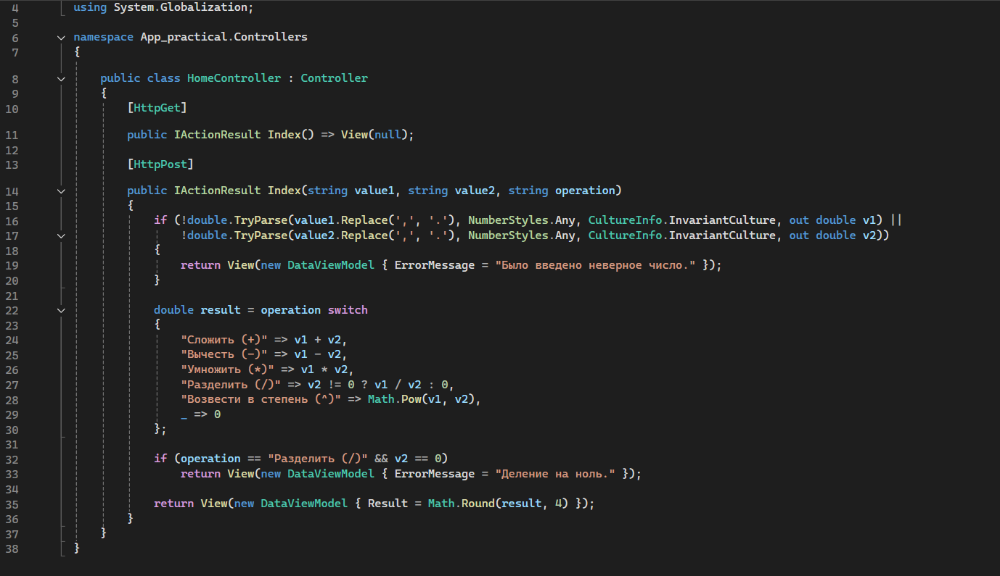 4 using System.Globalization;
5
6 namespace App_practical.Controllers
7 {
8 public class HomeController : Controller
9 {
10 [HttpGet]
11 public IActionResult Index() => View(null);
12
13 [HttpPost]
14 public IActionResult Index(string value1, string value2, string operation)
15 {
16 if (!double.TryParse(value1.Replace(',', '.'), NumberStyles.Any, CultureInfo.InvariantCulture, out double v1) ||
17 !double.TryParse(value2.Replace(',', '.'), NumberStyles.Any, CultureInfo.InvariantCulture, out double v2))
18 {
19 return View(new DataViewModel { ErrorMessage = "Было введено неверное число." });
20 }
21
22 double result = operation switch
23 {
24 "Сложить (+)" => v1 + v2,
25 "Вычесть (-)" => v1 - v2,
26 "Умножить (*)" => v1 * v2,
27 "Разделить (/)" => v2 != 0 ? v1 / v2 : 0,
28 "Возвести в степень (^)" => Math.Pow(v1, v2),
29 _ => 0
30 };
31
32 if (operation == "Разделить (/)" && v2 == 0)
33 return View(new DataViewModel { ErrorMessage = "Деление на ноль." });
34
35 return View(new DataViewModel { Result = Math.Round(result, 4) });
36 }
37 }
38 }